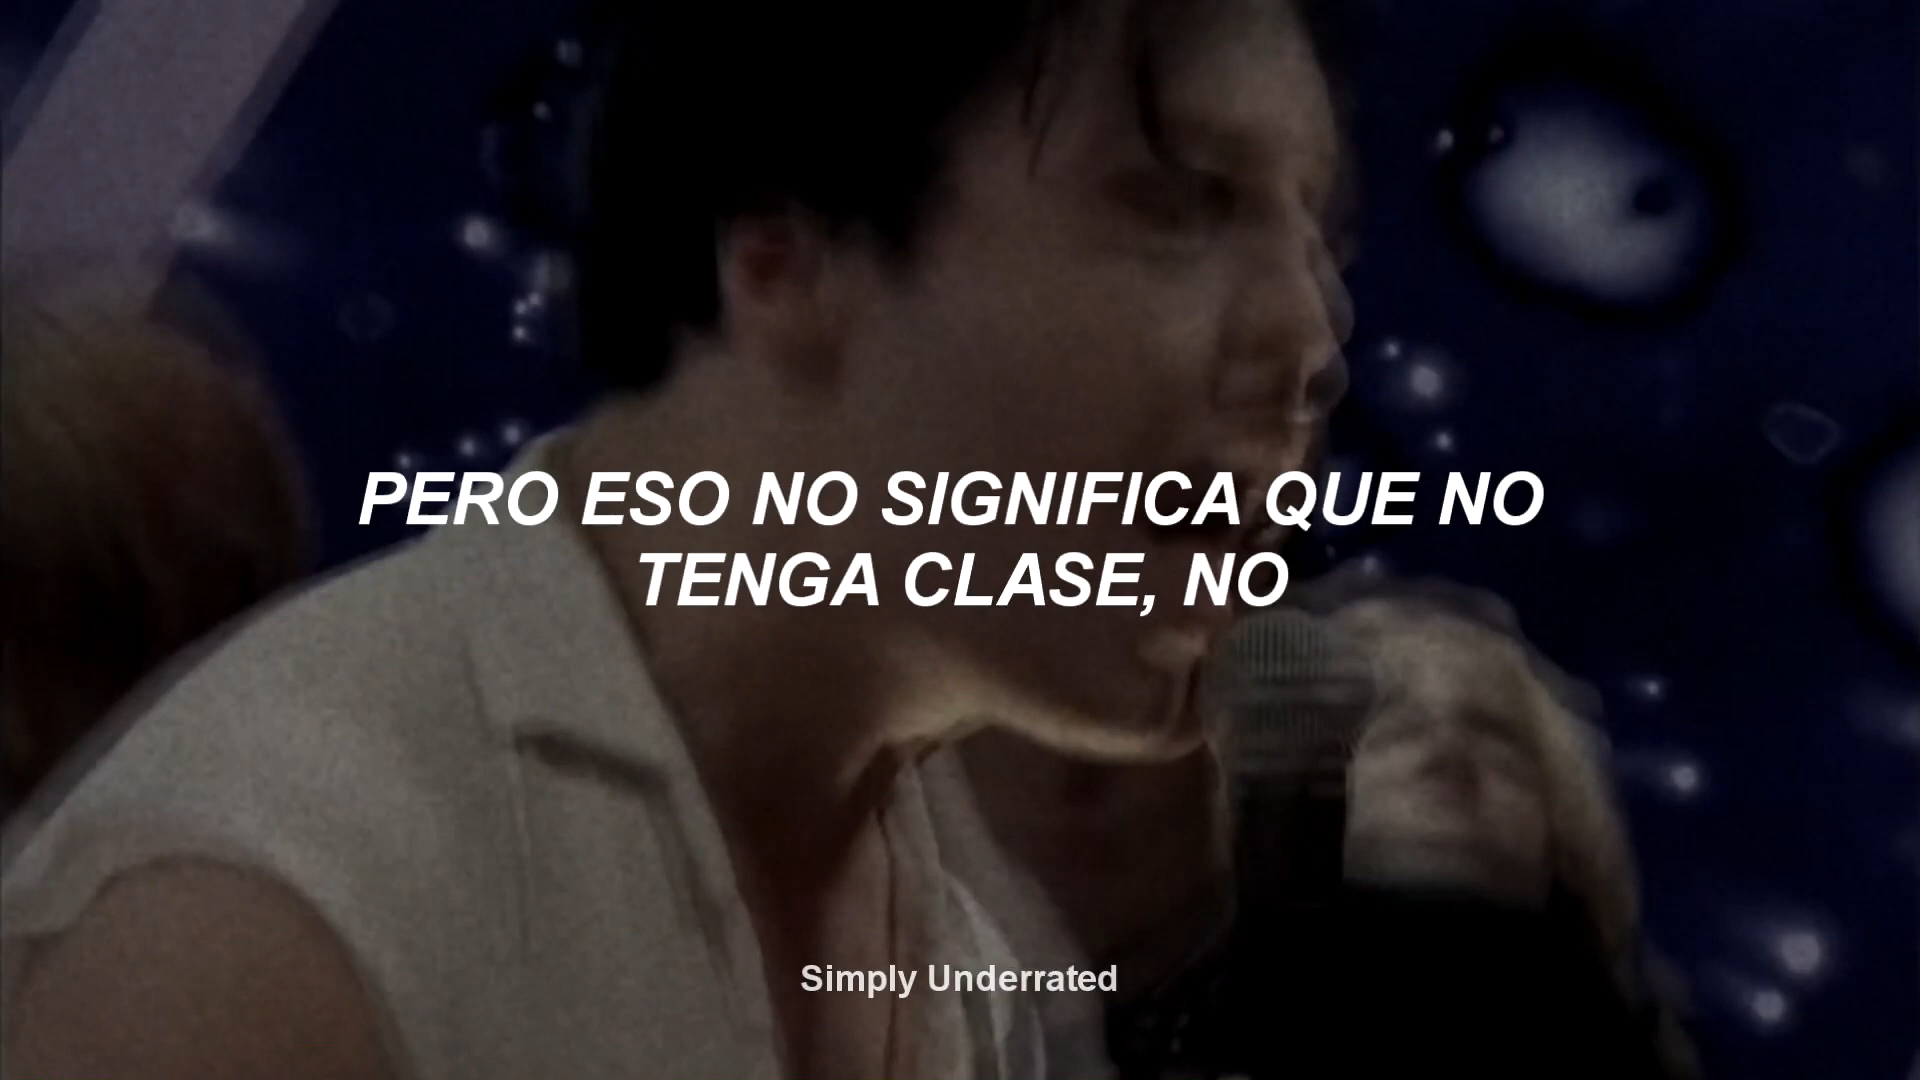 PERO ESO NO SIGNIFICA QUE NO
TENGA CLASE, NO
Simply Underrated